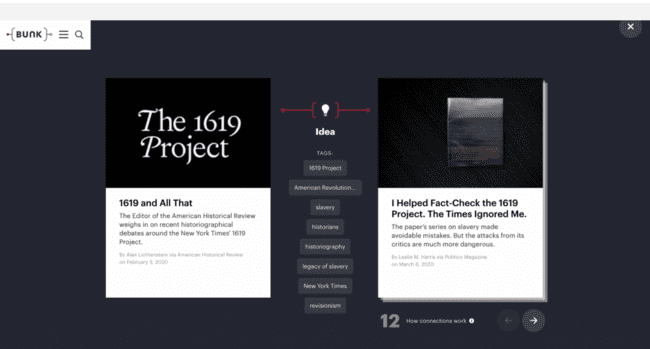 BUNK
The 1619
Project
1619 and All That
The Editor of the American Historical Review
weighs in on recent historiographical
debates around the New York Times' 1619
Project.
By Alex Lichtenstein via American Historical Review
on February 3, 2020
Idea
TAGS:
1619 Project
American Revolution...
slavery
historians
historiography
legacy of slavery
New York Times
revisionism
I Helped Fact-Check the 1619
Project. The Times Ignored Me.
The paper's series on slavery made
avoidable mistakes. But the attacks from its
critics are much more dangerous.
By Leslie M. Harris via Politico Magazine
on March 6, 2020
12 How connections work